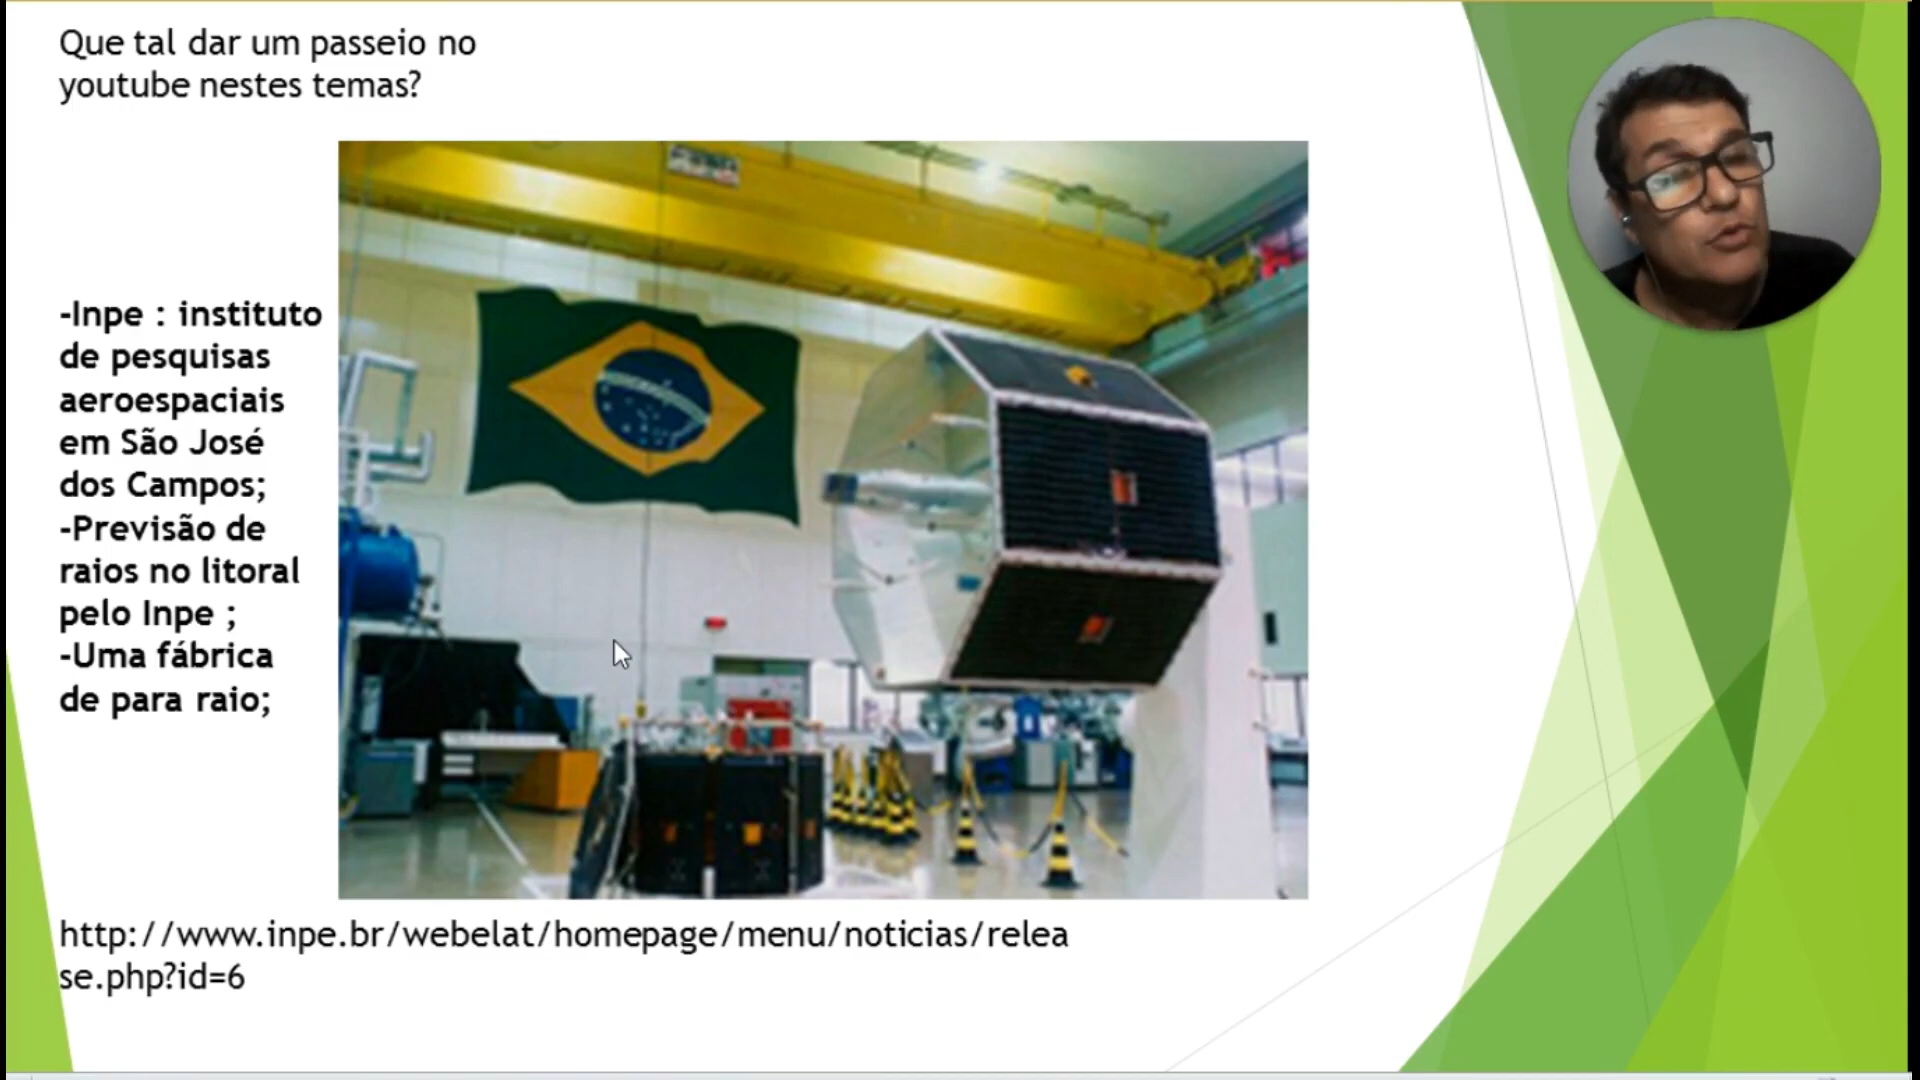 Que tal dar um passeio no
youtube nestes temas?
-Inpe : instituto
de pesquisas
aeroespaciais
em São José
dos Campos;
-Previsão de
raios no litoral
pelo Inpe ;
-Uma fábrica
de para raio;
http://www.inpe.br/webelat/homepage/menu/noticias/relea
se.php?id=6